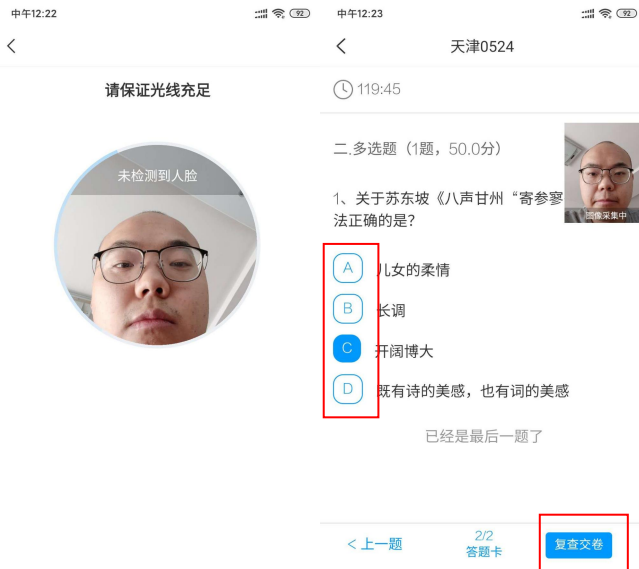 中午12:22
92
请保证光线充足
未检测到人脸
中午12:23
92
天津0524
119:45
二.多选题（1题，50.0分）
图像采集中
1、关于苏东坡《八声甘州“寄参寥
法正确的是？
A 儿女的柔情
B 长调
C 开阔博大
D 既有诗的美感，也有词的美感
已经是最后一题了
< 上一题
2/2
答题卡
复查交卷